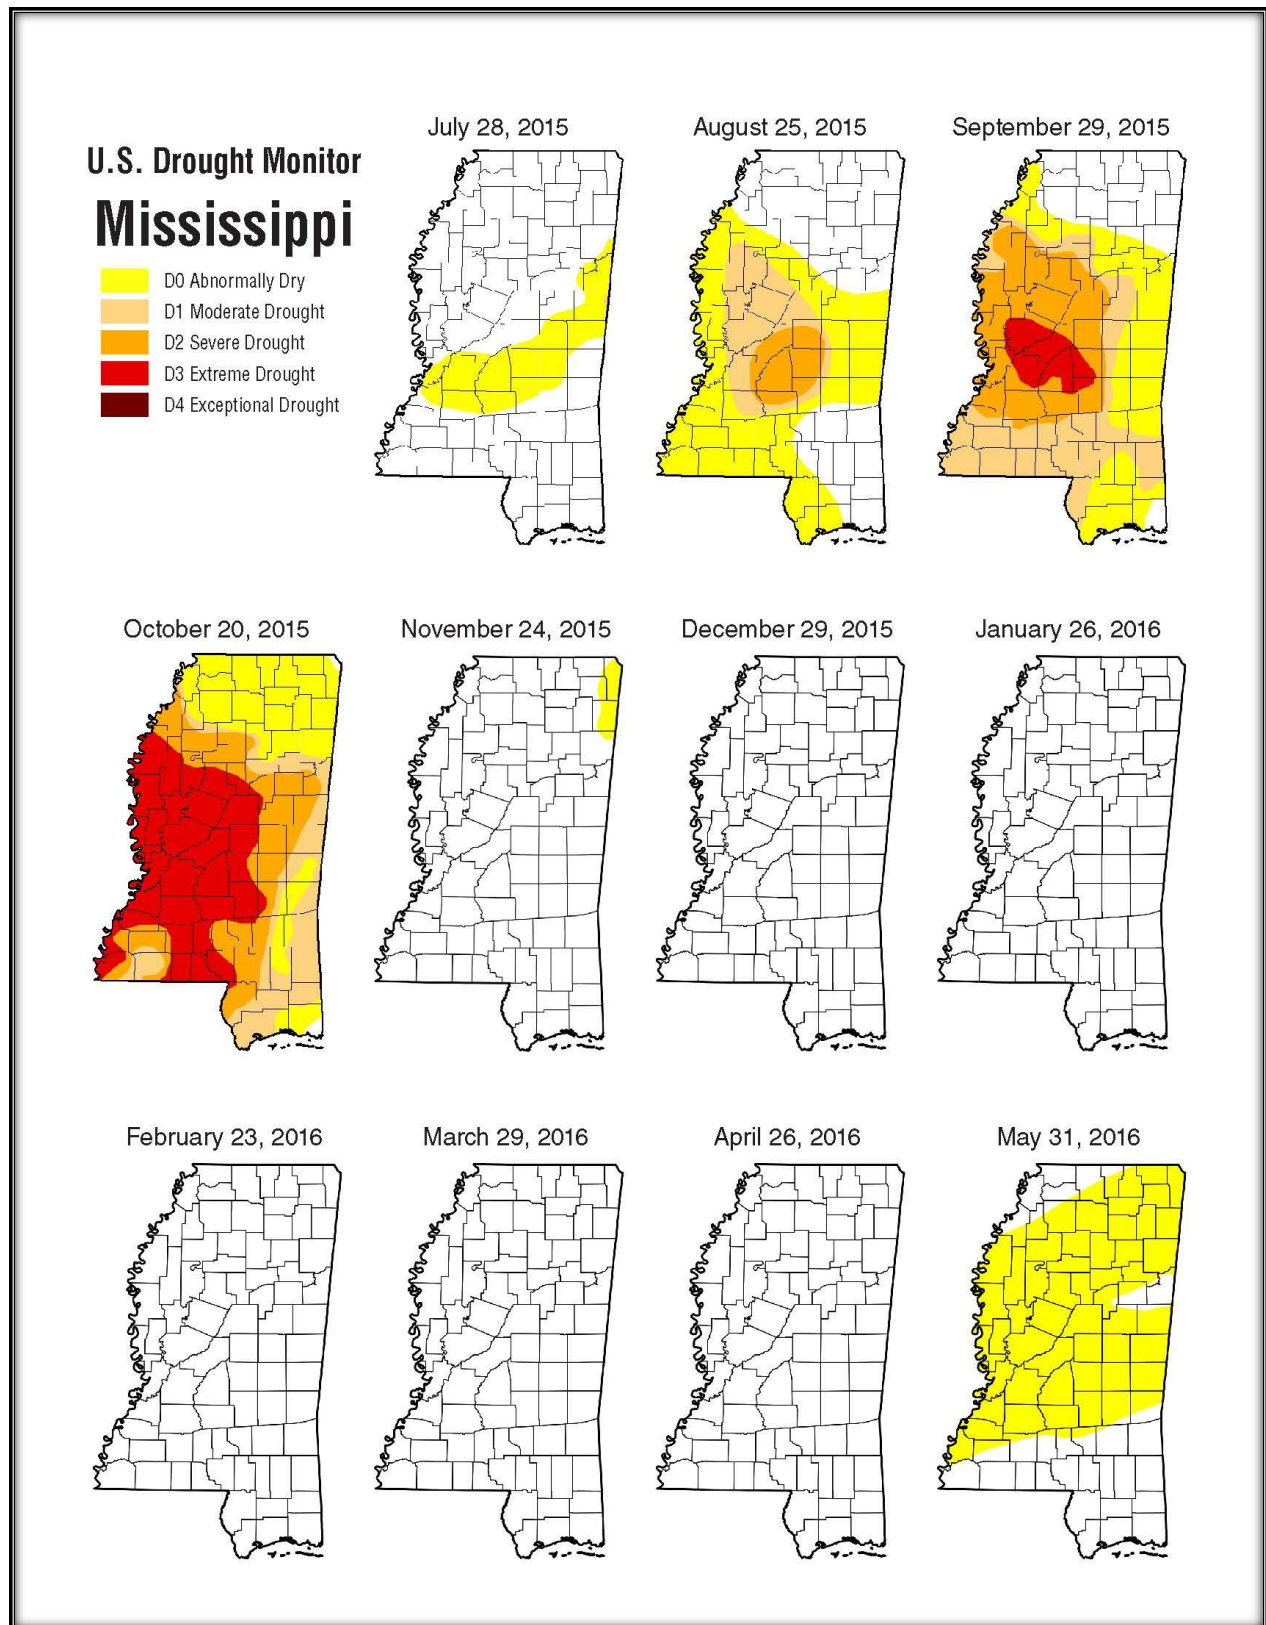 U.S. Drought Monitor
Mississippi
D0 Abnormally Dry
D1 Moderate Drought
D2 Severe Drought
D3 Extreme Drought
D4 Exceptional Drought
July 28, 2015
August 25, 2015
September 29, 2015
October 20, 2015
November 24, 2015
December 29, 2015
January 26, 2016
February 23, 2016
March 29, 2016
April 26, 2016
May 31, 2016